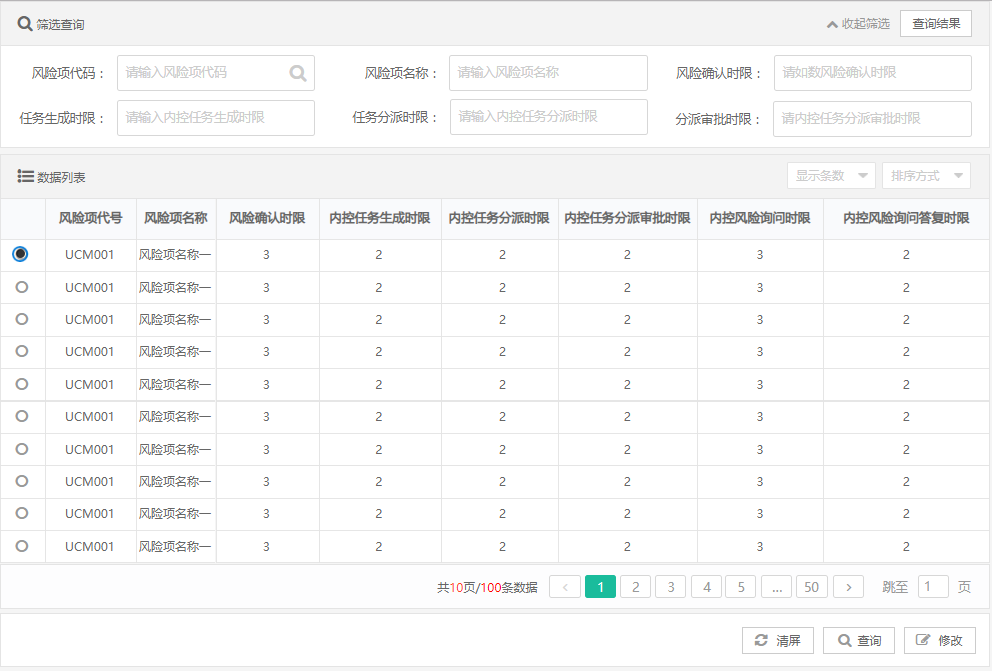 筛选查询 收起筛选 查询结果
风险项代码： 请输入风险项代码 风险项名称： 请输入风险项名称 风险确认时限： 请如数风险确认时限
任务生成时限： 请输入内控任务生成时限 任务分派时限： 请输入内控任务分派时限 分派审批时限： 请内控任务分派审批时限
数据列表 显示条数 排序方式
风险项代号 风险项名称 风险确认时限 内控任务生成时限 内控任务分派时限 内控任务分派审批时限 内控风险询问时限 内控风险询问答复时限
UCM001 风险项名称一 3 2 2 2 3 2
UCM001 风险项名称一 3 2 2 2 3 2
UCM001 风险项名称一 3 2 2 2 3 2
UCM001 风险项名称一 3 2 2 2 3 2
UCM001 风险项名称一 3 2 2 2 3 2
UCM001 风险项名称一 3 2 2 2 3 2
UCM001 风险项名称一 3 2 2 2 3 2
UCM001 风险项名称一 3 2 2 2 3 2
UCM001 风险项名称一 3 2 2 2 3 2
UCM001 风险项名称一 3 2 2 2 3 2
共10页/100条数据 < 1 2 3 4 5 ... 50 > 跳至 1 页
清屏 查询 修改